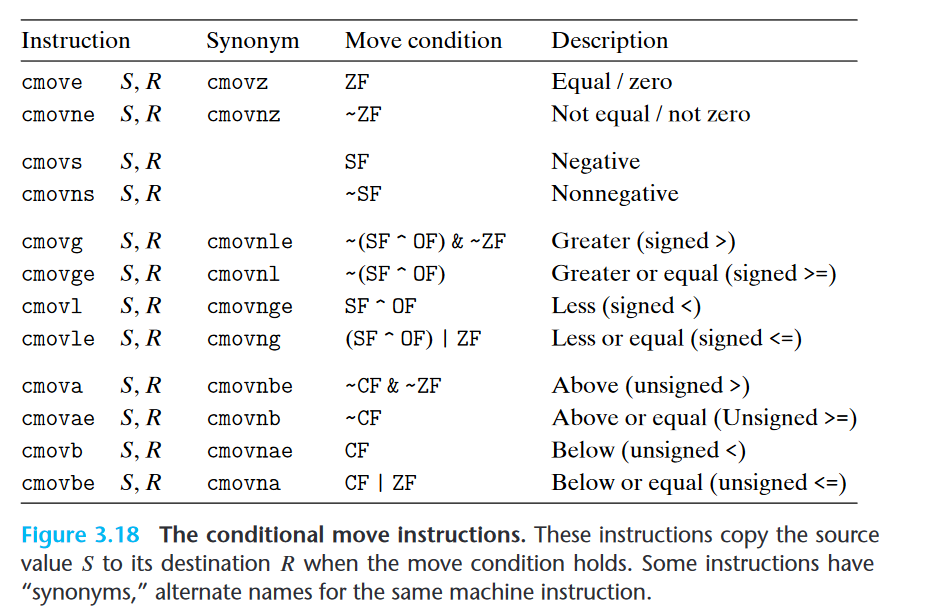 Instruction Synonym Move condition Description
cmove S, R cmovz ZF Equal / zero
cmovne S, R cmovnz ~ZF Not equal / not zero
cmovs S, R SF Negative
cmovns S, R ~SF Nonnegative
cmovg S, R cmovnle ~(SF ^ OF) & ~ZF Greater (signed >)
cmovge S, R cmovnl ~(SF ^ OF) Greater or equal (signed >=)
cmovl S, R cmovnge SF ^ OF Less (signed <)
cmovle S, R cmovng (SF ^ OF) | ZF Less or equal (signed <=)
cmova S, R cmovnbe ~CF & ~ZF Above (unsigned >)
cmovae S, R cmovnb ~CF Above or equal (Unsigned >=)
cmovb S, R cmovnae CF Below (unsigned <)
cmovbe S, R cmovna CF | ZF Below or equal (unsigned <=)
Figure 3.18 The conditional move instructions. These instructions copy the source
value S to its destination R when the move condition holds. Some instructions have
“synonyms,” alternate names for the same machine instruction.